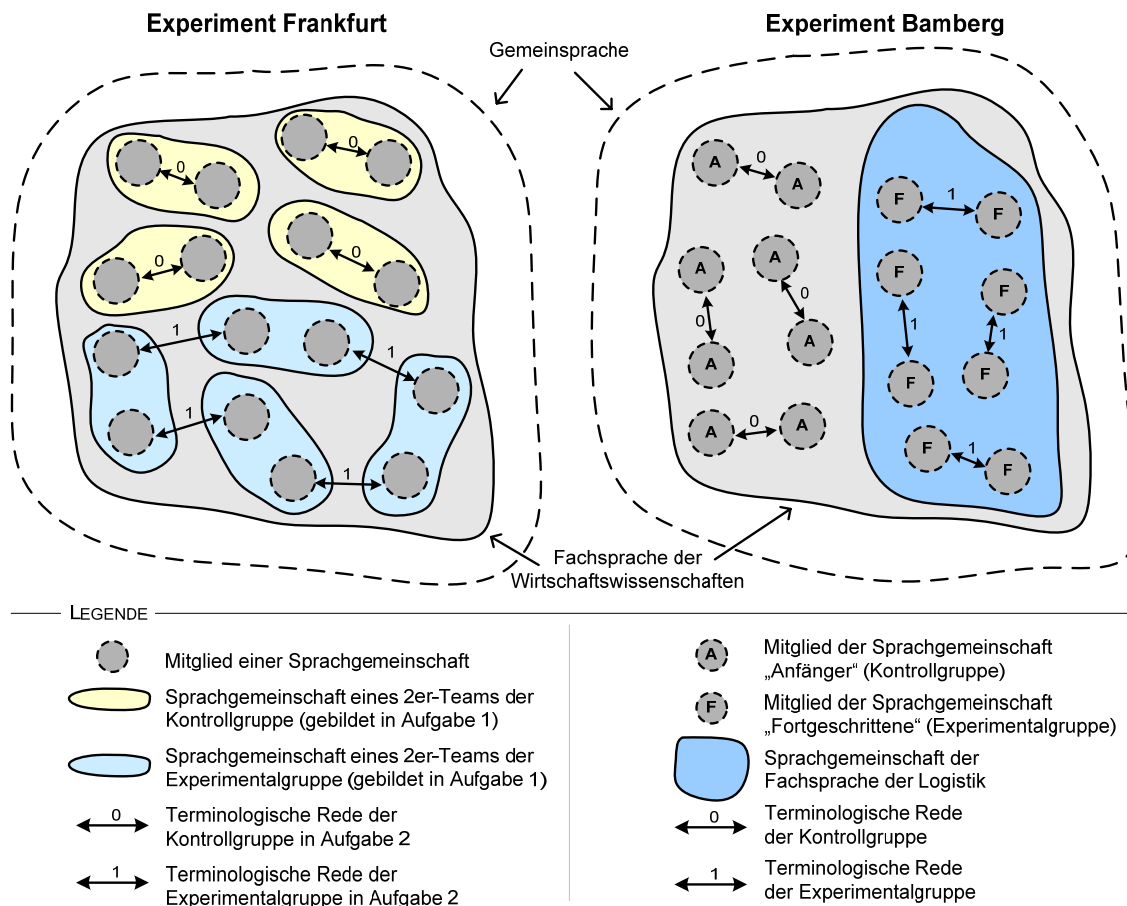 Experiment Frankfurt
Experiment Bamberg
Gemeinsprache
0
0
0
0
1
1
1
1
A
0
A
A
A
0
0
A
A
A
0
A
F
1
F
F
F
1
1
F
F
F
1
F
Fachsprache der
Wirtschaftswissenschaften
LEGENDE
Mitglied einer Sprachgemeinschaft
Sprachgemeinschaft eines 2er-Teams der
Kontrollgruppe (gebildet in Aufgabe 1)
Sprachgemeinschaft eines 2er-Teams der
Experimentalgruppe (gebildet in Aufgabe 1)
0
Terminologische Rede der
Kontrollgruppe in Aufgabe 2
1
Terminologische Rede der
Experimentalgruppe in Aufgabe 2
A
Mitglied der Sprachgemeinschaft
„Anfänger“ (Kontrollgruppe)
F
Mitglied der Sprachgemeinschaft
„Fortgeschrittene“ (Experimentalgruppe)
Sprachgemeinschaft der
Fachsprache der Logistik
0
Terminologische Rede
der Kontrollgruppe
1
Terminologische Rede
der Experimentalgruppe